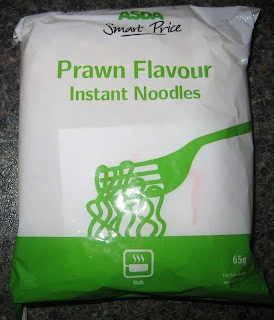 ASDA
Smart Price
Prawn Flavour
Instant Noodles
65g